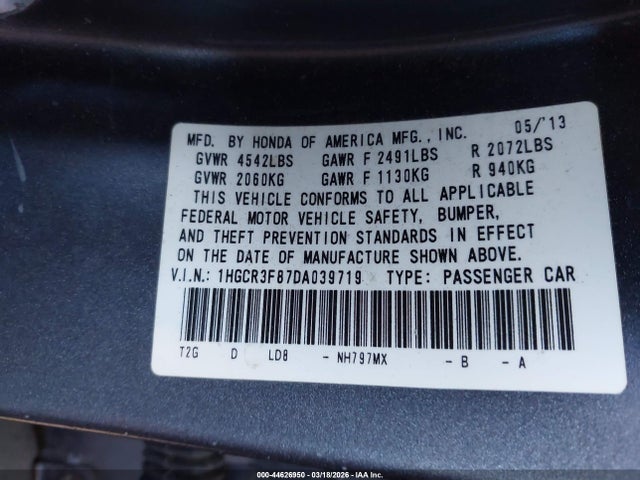 MFD. BY HONDA OF AMERICA MFG., INC. 05/'13
GVWR 4542LBS GAWR F 2491LBS R 2072LBS
GVWR 2060KG GAWR F 1130KG R 940KG
THIS VEHICLE CONFORMS TO ALL APPLICABLE
FEDERAL MOTOR VEHICLE SAFETY, BUMPER,
AND THEFT PREVENTION STANDARDS IN EFFECT
ON THE DATE OF MANUFACTURE SHOWN ABOVE.
V.I.N.: 1HGCR3F87DA039719 TYPE: PASSENGER CAR
T2G D LD8 - NH797MX - B - A
000-44626950 - 03/18/2026 - IAA Inc.